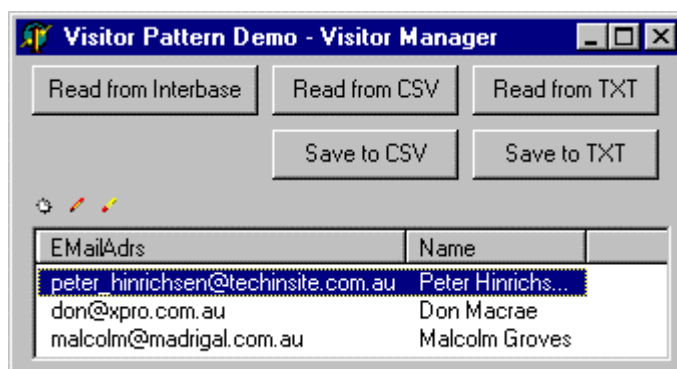 Visitor Pattern Demo - Visitor Manager
Read from Interbase Read from CSV Read from TXT
Save to CSV Save to TXT
EMailAdrs Name
peter_hinrichsen@techinsite.com.au Peter Hinrichs...
don@xpro.com.au Don Macrae
malcolm@madrigal.com.au Malcolm Groves